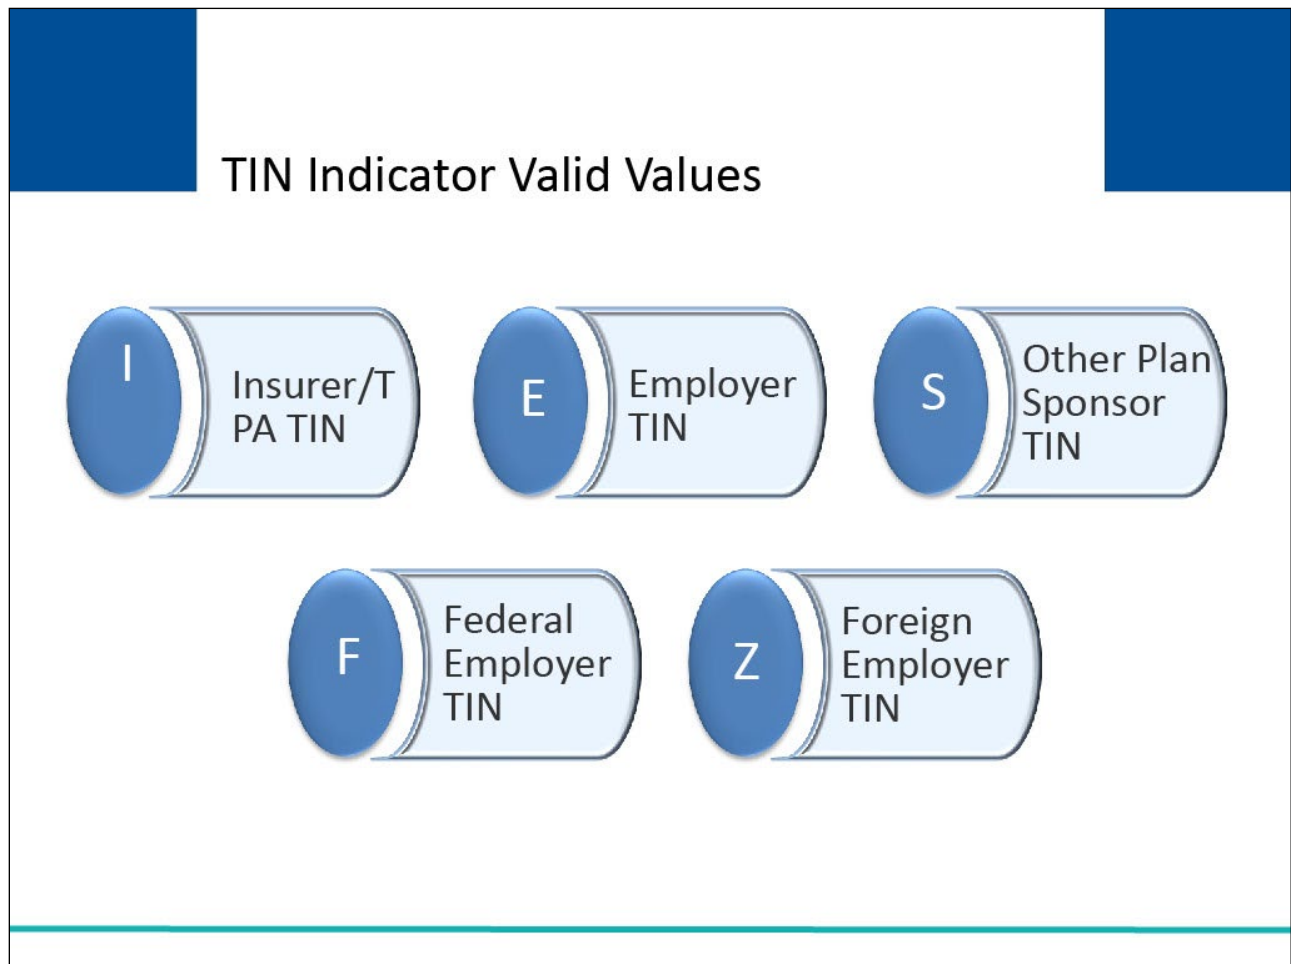 TIN Indicator Valid Values
I
Insurer/T
PA TIN
E
Employer
TIN
S
Other Plan
Sponsor
TIN
F
Federal
Employer
TIN
Z
Foreign
Employer
TIN